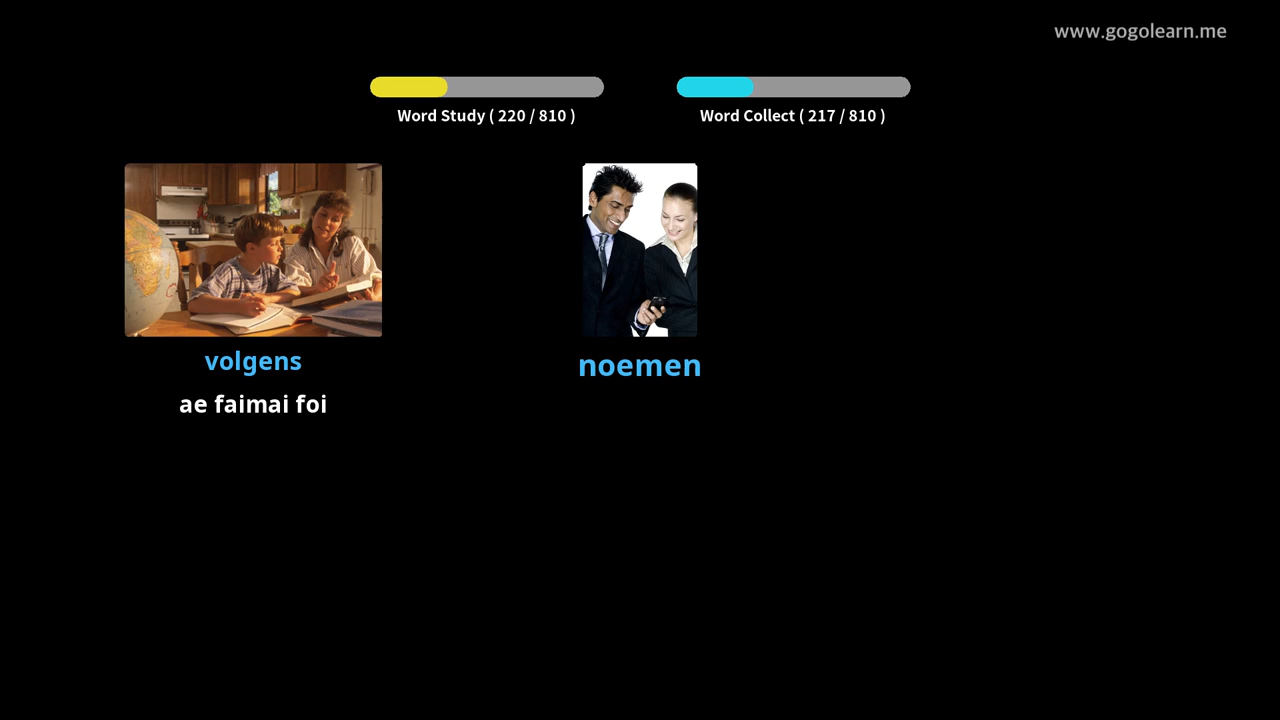 www.gogolearn.me
Word Study ( 220 / 810 )
Word Collect ( 217 / 810 )
volgens
noemen
ae faimai foi